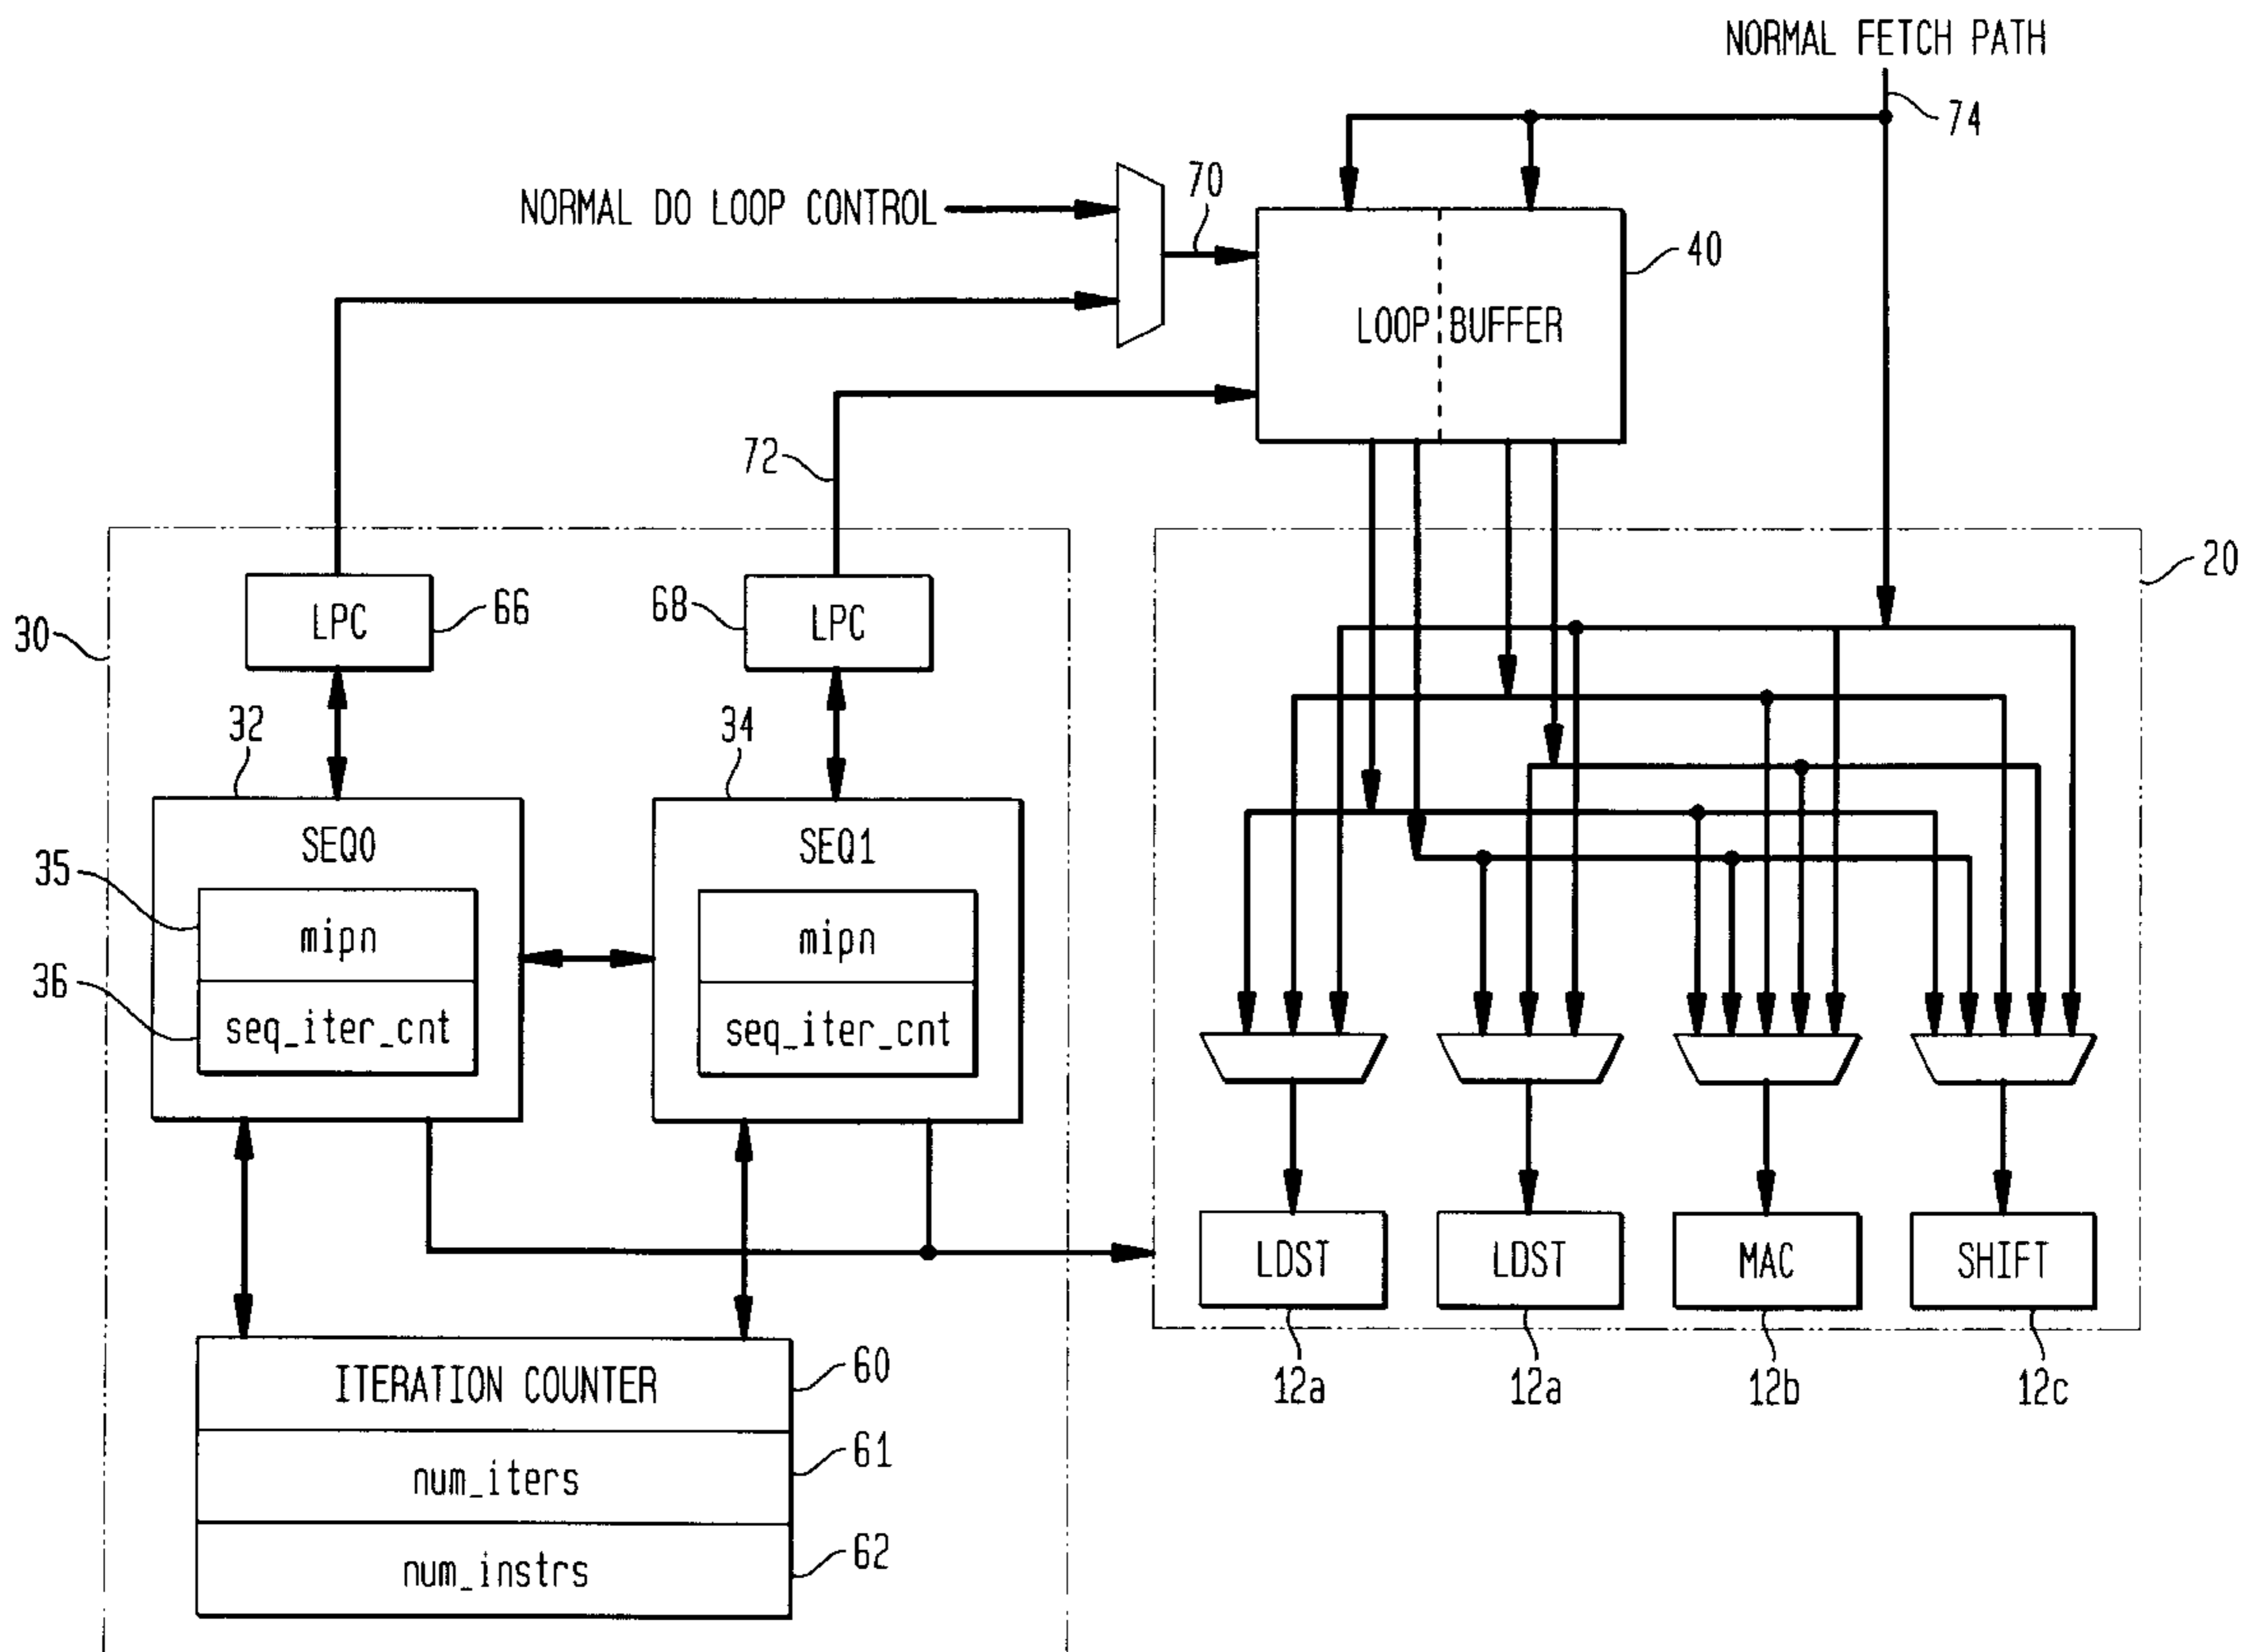 NORMAL FETCH PATH
74
NORMAL DO LOOP CONTROL
70
40
LOOP BUFFER
72
20
30
LPC
66
68
LPC
32
34
SEQ0
SEQ1
35
mipn
mipn
36
seq_iter_cnt
seq_iter_cnt
LDST
LDST
MAC
SHIFT
12a
12a
12b
12c
ITERATION COUNTER
60
num_iters
61
num_instrs
62